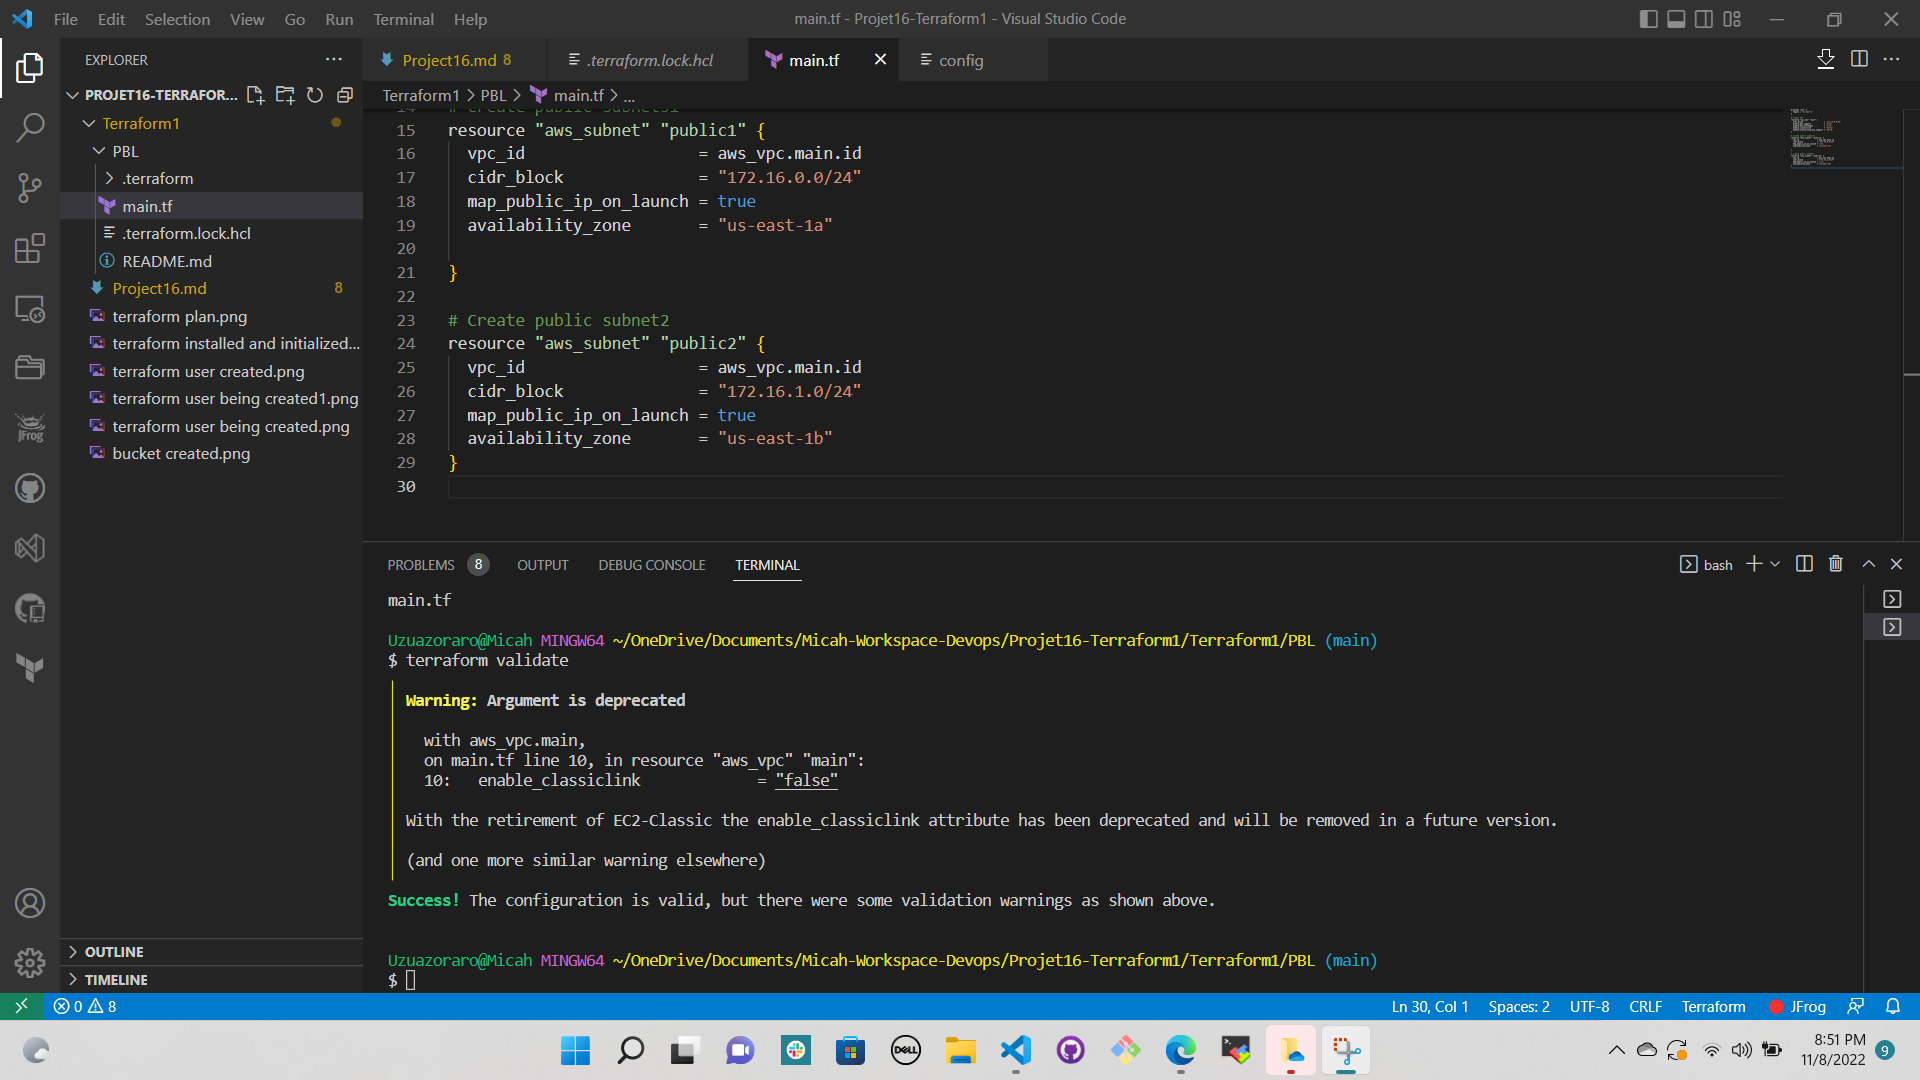 File Edit Selection View Go Run Terminal Help
main.tf - Projet16-Terraform1 - Visual Studio Code
EXPLORER
PROJET16-TERRAFOR...
Terraform1
PBL
.terraform
main.tf
.terraform.lock.hcl
README.md
Project16.md 8
terraform plan.png
terraform installed and initialized...
terraform user created.png
terraform user being created1.png
terraform user being created.png
bucket created.png
OUTLINE
TIMELINE
JFrog
Project16.md 8
.terraform.lock.hcl
main.tf
config
Terraform1 > PBL > main.tf > ...
15 resource "aws_subnet" "public1" {
16 vpc_id = aws_vpc.main.id
17 cidr_block = "172.16.0.0/24"
18 map_public_ip_on_launch = true
19 availability_zone = "us-east-1a"
20
21 }
22
23 # Create public subnet2
24 resource "aws_subnet" "public2" {
25 vpc_id = aws_vpc.main.id
26 cidr_block = "172.16.1.0/24"
27 map_public_ip_on_launch = true
28 availability_zone = "us-east-1b"
29 }
30
PROBLEMS 8 OUTPUT DEBUG CONSOLE TERMINAL
bash
main.tf
Uzuazoraro@Micah MINGW64 ~/OneDrive/Documents/Micah-Workspace-Devops/Projet16-Terraform1/Terraform1/PBL (main)
$ terraform validate
Warning: Argument is deprecated
with aws_vpc.main,
on main.tf line 10, in resource "aws_vpc" "main":
10: enable_classiclink = "false"
With the retirement of EC2-Classic the enable_classiclink attribute has been deprecated and will be removed in a future version.
(and one more similar warning elsewhere)
Success! The configuration is valid, but there were some validation warnings as shown above.
Uzuazoraro@Micah MINGW64 ~/OneDrive/Documents/Micah-Workspace-Devops/Projet16-Terraform1/Terraform1/PBL (main)
$
0 8
Ln 30, Col 1 Spaces: 2 UTF-8 CRLF Terraform JFrog
DELL
8:51 PM
11/8/2022
9